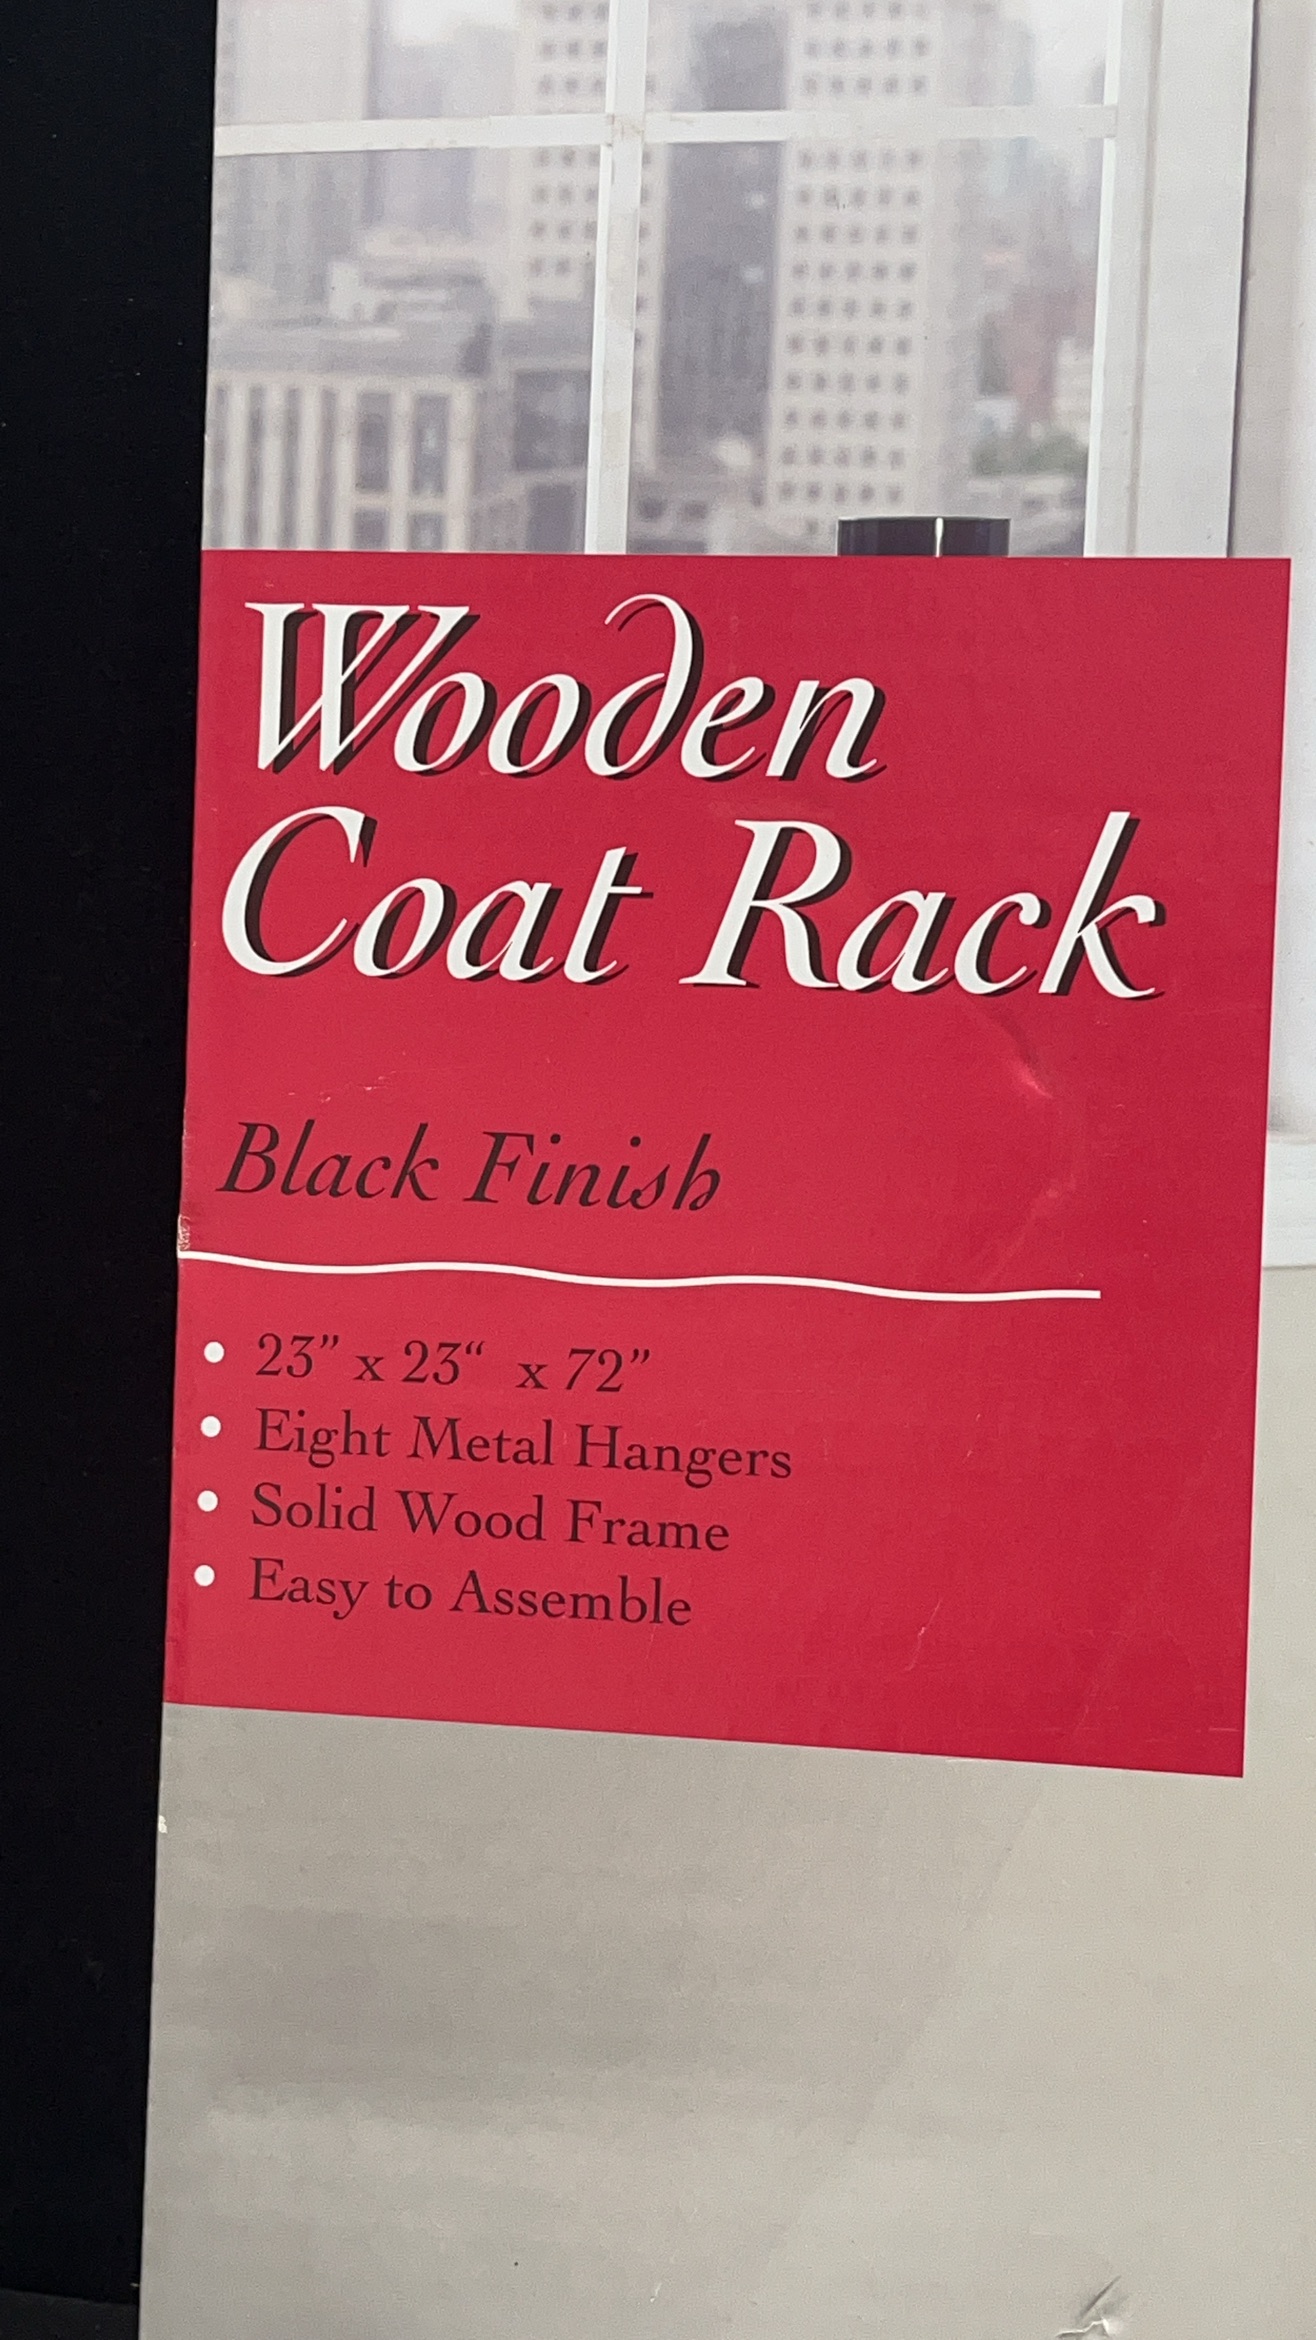 Wooden
Coat Rack
Black Finish
• 23” x 23“ x 72”
• Eight Metal Hangers
• Solid Wood Frame
• Easy to Assemble